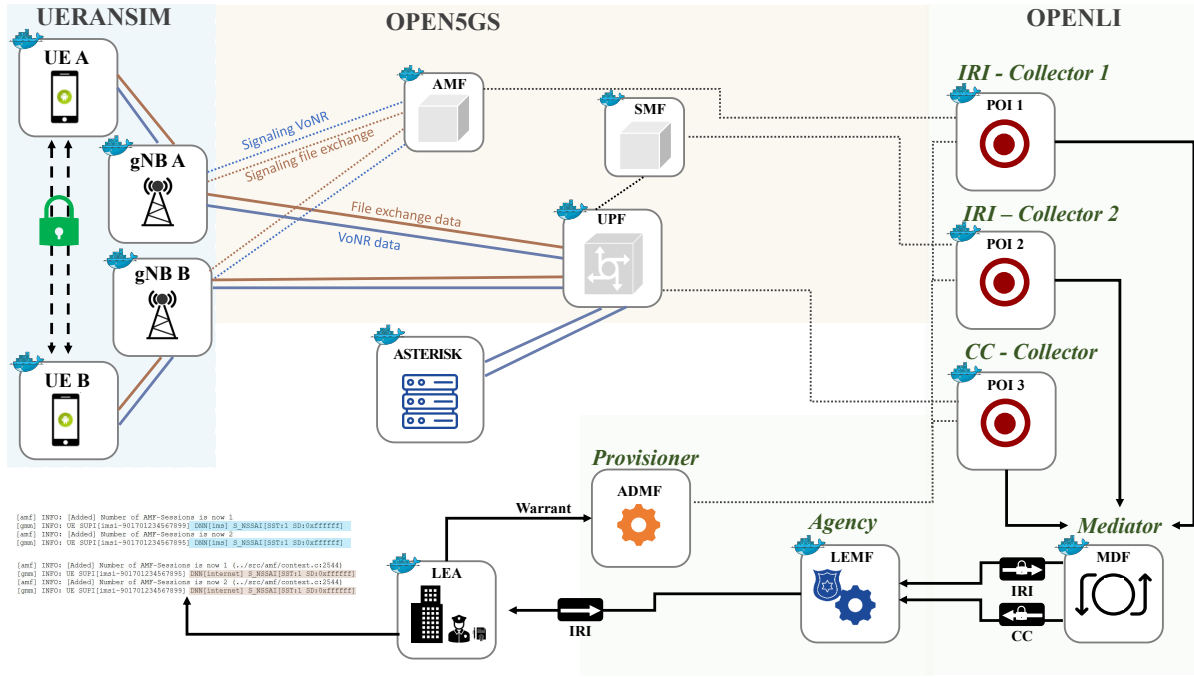 UERANSIM
OPEN5GS
OPENLI
UE A
AMF
SMF
IRI - Collector 1
POI 1
Signaling VoNR
Signaling file exchange
gNB A
File exchange data
VoNR data
UPF
IRI – Collector 2
POI 2
gNB B
ASTERISK
CC - Collector
POI 3
UE B
Provisioner
ADMF
Warrant
Agency
LEMF
Mediator
MDF
IRI
CC
LEA
IRI
[amf] INFO: [Added] Number of AMF-Sessions is now 1
[gmm] INFO: UE SUPI[imsi-901701234567899] DNN[ims] S_NSSAI[SST:1 SD:0xffffff]
[amf] INFO: [Added] Number of AMF-Sessions is now 2
[gmm] INFO: UE SUPI[imsi-901701234567895] DNN[ims] S_NSSAI[SST:1 SD:0xffffff]
[amf] INFO: [Added] Number of AMF-Sessions is now 1 (../src/amf/context.c:2544)
[gmm] INFO: UE SUPI[imsi-901701234567895] DNN[internet] S_NSSAI[SST:1 SD:0xffffff]
[amf] INFO: [Added] Number of AMF-Sessions is now 2 (../src/amf/context.c:2544)
[gmm] INFO: UE SUPI[imsi-901701234567899] DNN[internet] S_NSSAI[SST:1 SD:0xffffff]